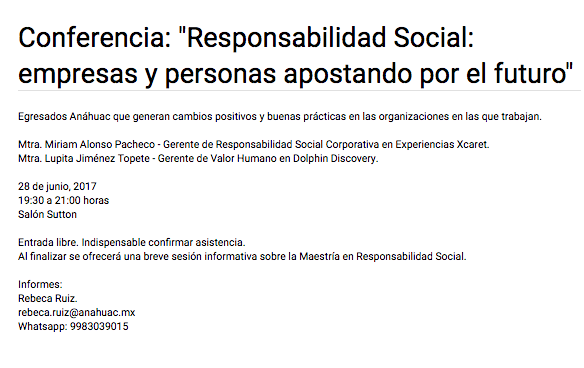 Conferencia: "Responsabilidad Social:
empresas y personas apostando por el futuro"
Egresados Anáhuac que generan cambios positivos y buenas prácticas en las organizaciones en las que trabajan.
Mtra. Miriam Alonso Pacheco - Gerente de Responsabilidad Social Corporativa en Experiencias Xcaret.
Mtra. Lupita Jiménez Topete - Gerente de Valor Humano en Dolphin Discovery.
28 de junio, 2017
19:30 a 21:00 horas
Salón Sutton
Entrada libre. Indispensable confirmar asistencia.
Al finalizar se ofrecerá una breve sesión informativa sobre la Maestría en Responsabilidad Social.
Informes:
Rebeca Ruiz.
rebeca.ruiz@anahuac.mx
Whatsapp: 9983039015